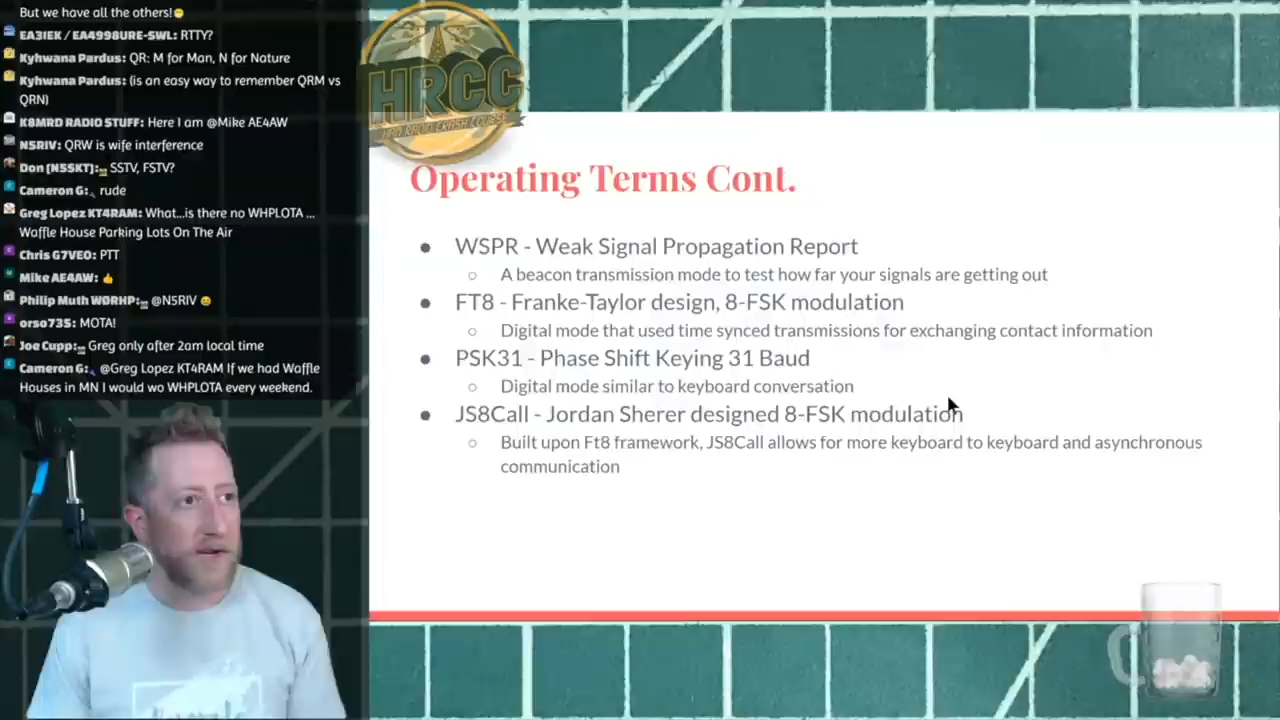 But we have all the others!
EA3IEK / EA4998URE-SWL: RTTY?
Kyhwana Pardus: QR: M for Man, N for Nature
Kyhwana Pardus: (is an easy way to remember QRM vs
QRN)
K8MRD RADIO STUFF: Here I am @Mike AE4AW
N5RIV: QRW is wife interference
Don [N5SKT]: SSTV, FSTV?
Cameron G: rude
Greg Lopez KT4RAM: What...is there no WHPLOTA ...
Waffle House Parking Lots On The Air
Chris G7VEO: PTT
Mike AE4AW:
Philip Muth WØRHP: @N5RIV
orso735: MOTA!
Joe Cupp: Greg only after 2am local time
Cameron G: @Greg Lopez KT4RAM If we had Waffle
Houses in MN I would wo WHPLOTA every weekend.
HRCC
HAM RADIO CRASH COURSE
Operating Terms Cont.
● WSPR - Weak Signal Propagation Report
○ A beacon transmission mode to test how far your signals are getting out
● FT8 - Franke-Taylor design, 8-FSK modulation
○ Digital mode that used time synced transmissions for exchanging contact information
● PSK31 - Phase Shift Keying 31 Baud
○ Digital mode similar to keyboard conversation
● JS8Call - Jordan Sherer designed 8-FSK modulation
○ Built upon Ft8 framework, JS8Call allows for more keyboard to keyboard and asynchronous
communication